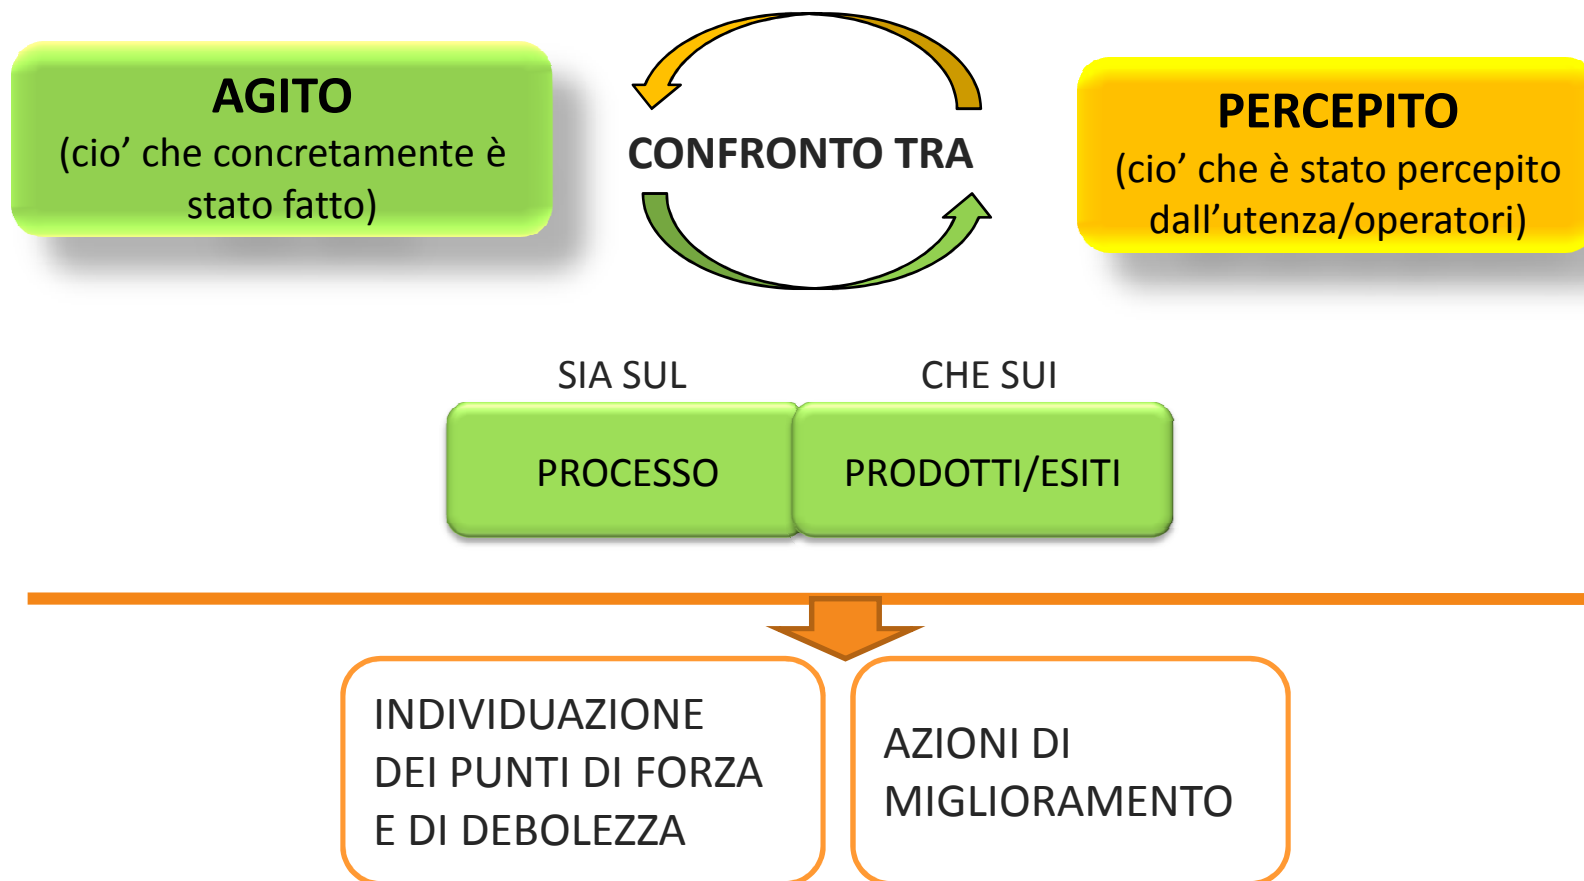 AGITO
(cio’ che concretamente è
stato fatto)
CONFRONTO TRA
PERCEPITO
(cio’ che è stato percepito
dall’utenza/operatori)
SIA SUL
CHE SUI
PROCESSO
PRODOTTI/ESITI
INDIVIDUAZIONE
DEI PUNTI DI FORZA
E DI DEBOLEZZA
AZIONI DI
MIGLIORAMENTO